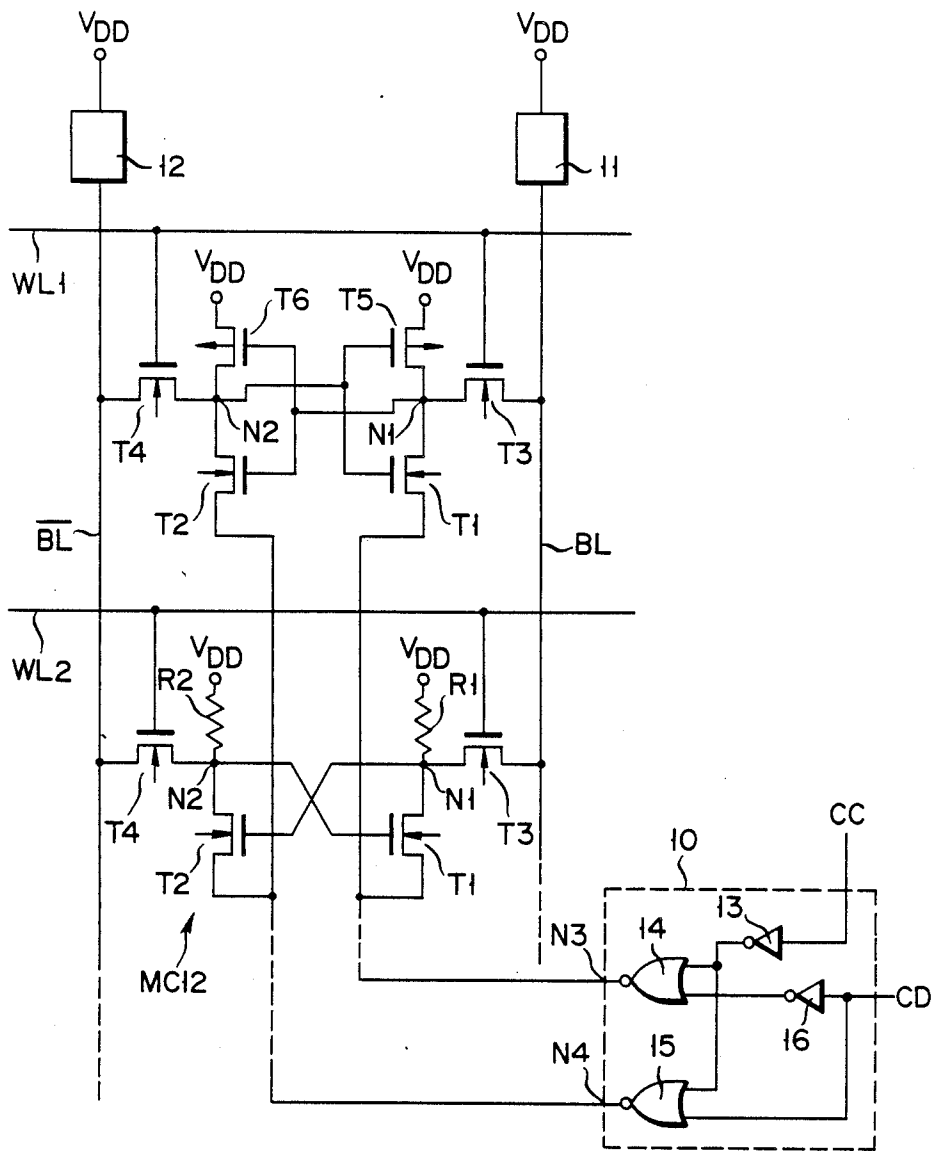 VDD VDD
12 11
WL1
VDD VDD
T6 T5
T4 N2 N1 T3
T2 T1
BL BL
WL2
VDD VDD
R2 R1
N2 N1
T4 T3
T2 T1
CC
10
13
N3 14
MC12
CD
16
N4 15